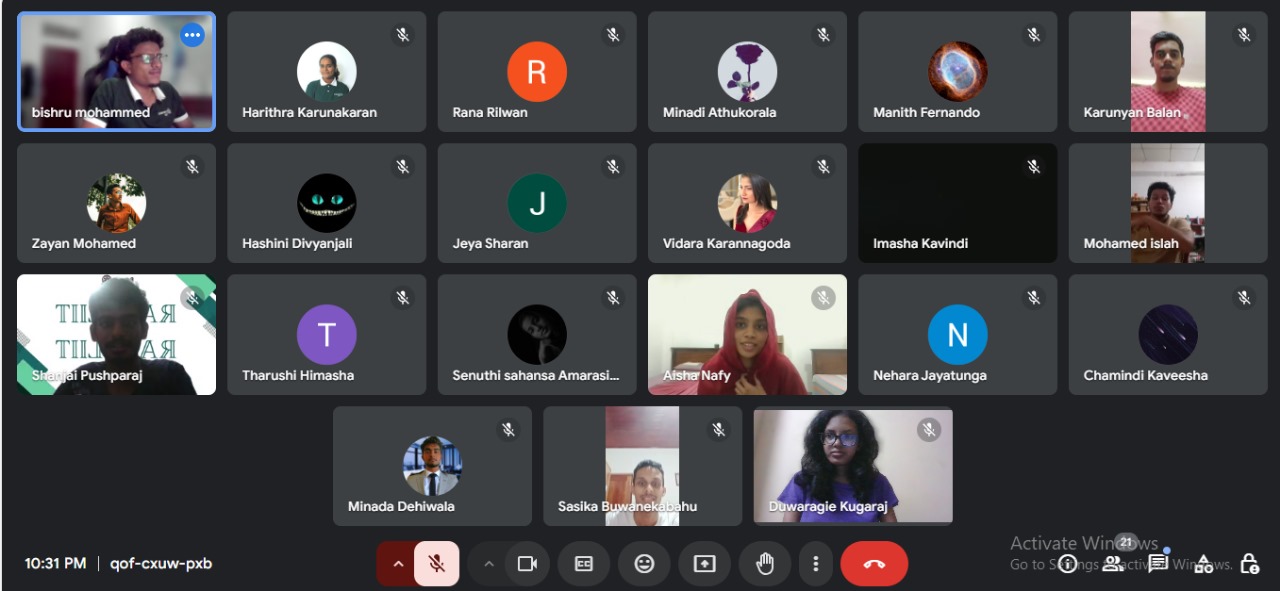 bishru mohammed
Harithra Karunakaran
R
Rana Rilwan
Minadi Athukorala
Manith Fernando
Karunyan Balan
Zayan Mohamed
Hashini Divyanjali
J
Jeya Sharan
Vidara Karannagoda
Imasha Kavindi
Mohamed islah
Shanjai Pushparaj
T
Tharushi Himasha
Senuthi sahansa Amarasi...
Aisha Nafy
N
Nehara Jayatunga
Chamindi Kaveesha
Minada Dehiwala
Sasika Buwanekabahu
Duwaragie Kugaraj
10:31 PM | qof-cxuw-pxb
CC
21
Activate Windows
Go to Settings to activate Windows.